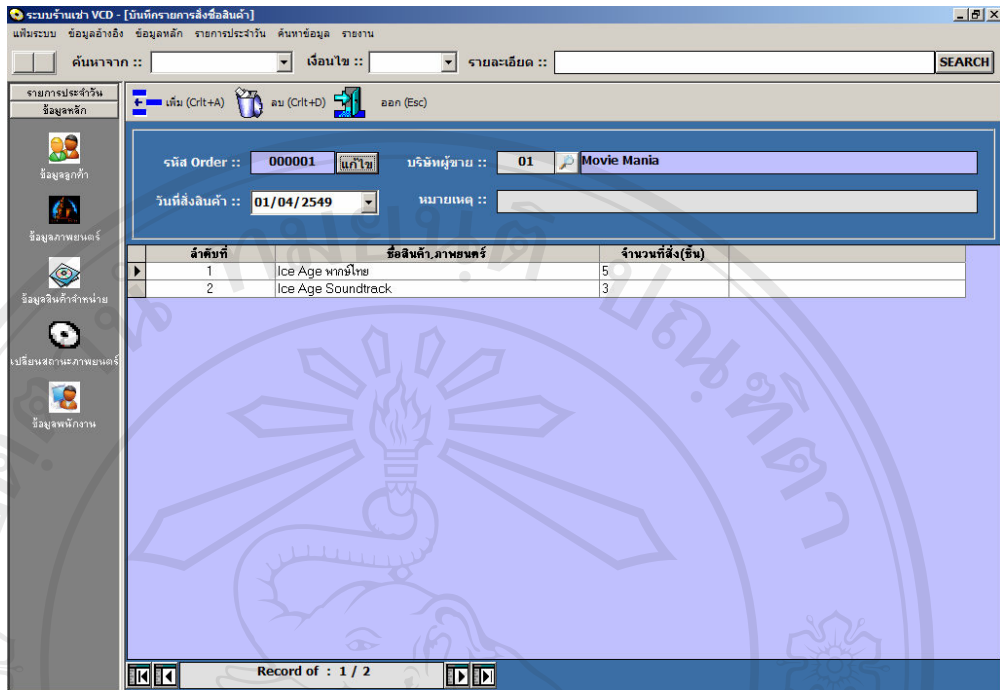 ระบบร้านเช่า VCD - [บันทึกรายการสั่งซื้อสินค้า]
แฟ้มระบบ ข้อมูลอ้างอิง ข้อมูลหลัก รายการประจำวัน ค้นหาข้อมูล รายงาน
ค้นหาจาก :: เงื่อนไข :: รายละเอียด :: SEARCH
รายการประจำวัน
ข้อมูลหลัก
เพิ่ม (Crlt+A) ลบ (Crlt+D) ออก (Esc)
ข้อมูลลูกค้า
ข้อมูลภาพยนตร์
ข้อมูลสินค้าจำหน่าย
เปลี่ยนสถานะภาพยนตร์
ข้อมูลพนักงาน
รหัส Order :: 000001 แก้ไข บริษัทผู้ขาย :: 01 Movie Mania
วันที่สั่งสินค้า :: 01/04/2549 หมายเหตุ ::
ลำดับที่ ชื่อสินค้า,ภาพยนตร์ จำนวนที่สั่ง(ชิ้น)
1 Ice Age พากษ์ไทย 5
2 Ice Age Soundtrack 3
Record of : 1 / 2